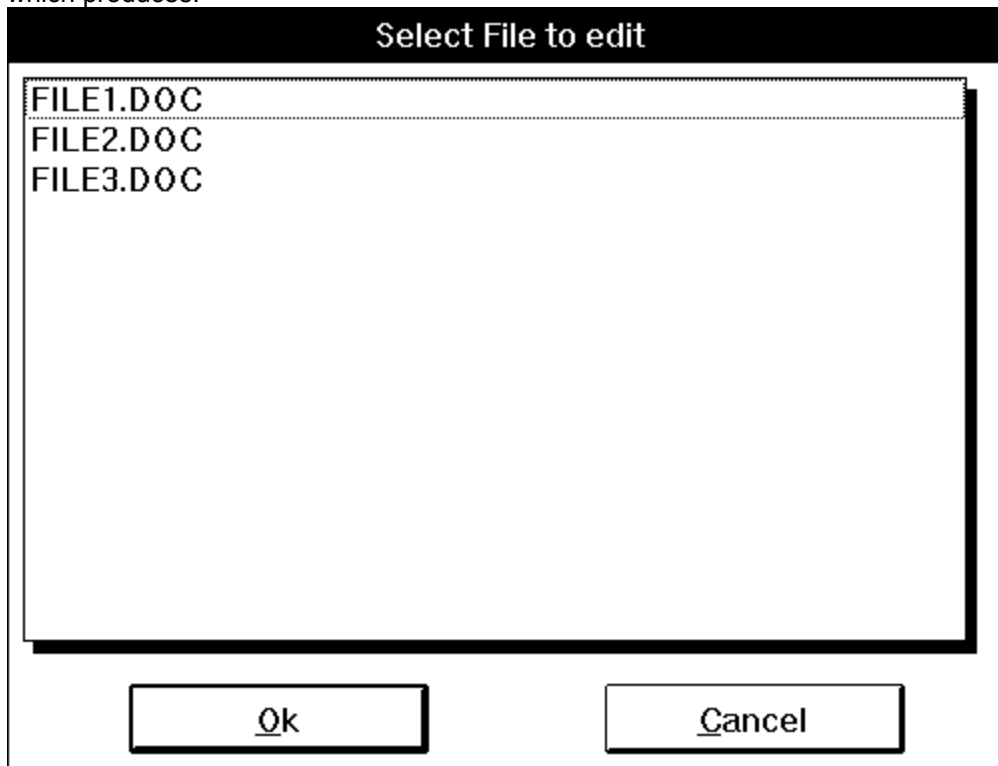 which produces:
Select File to edit
FILE1.DOC
FILE2.DOC
FILE3.DOC
Ok
Cancel